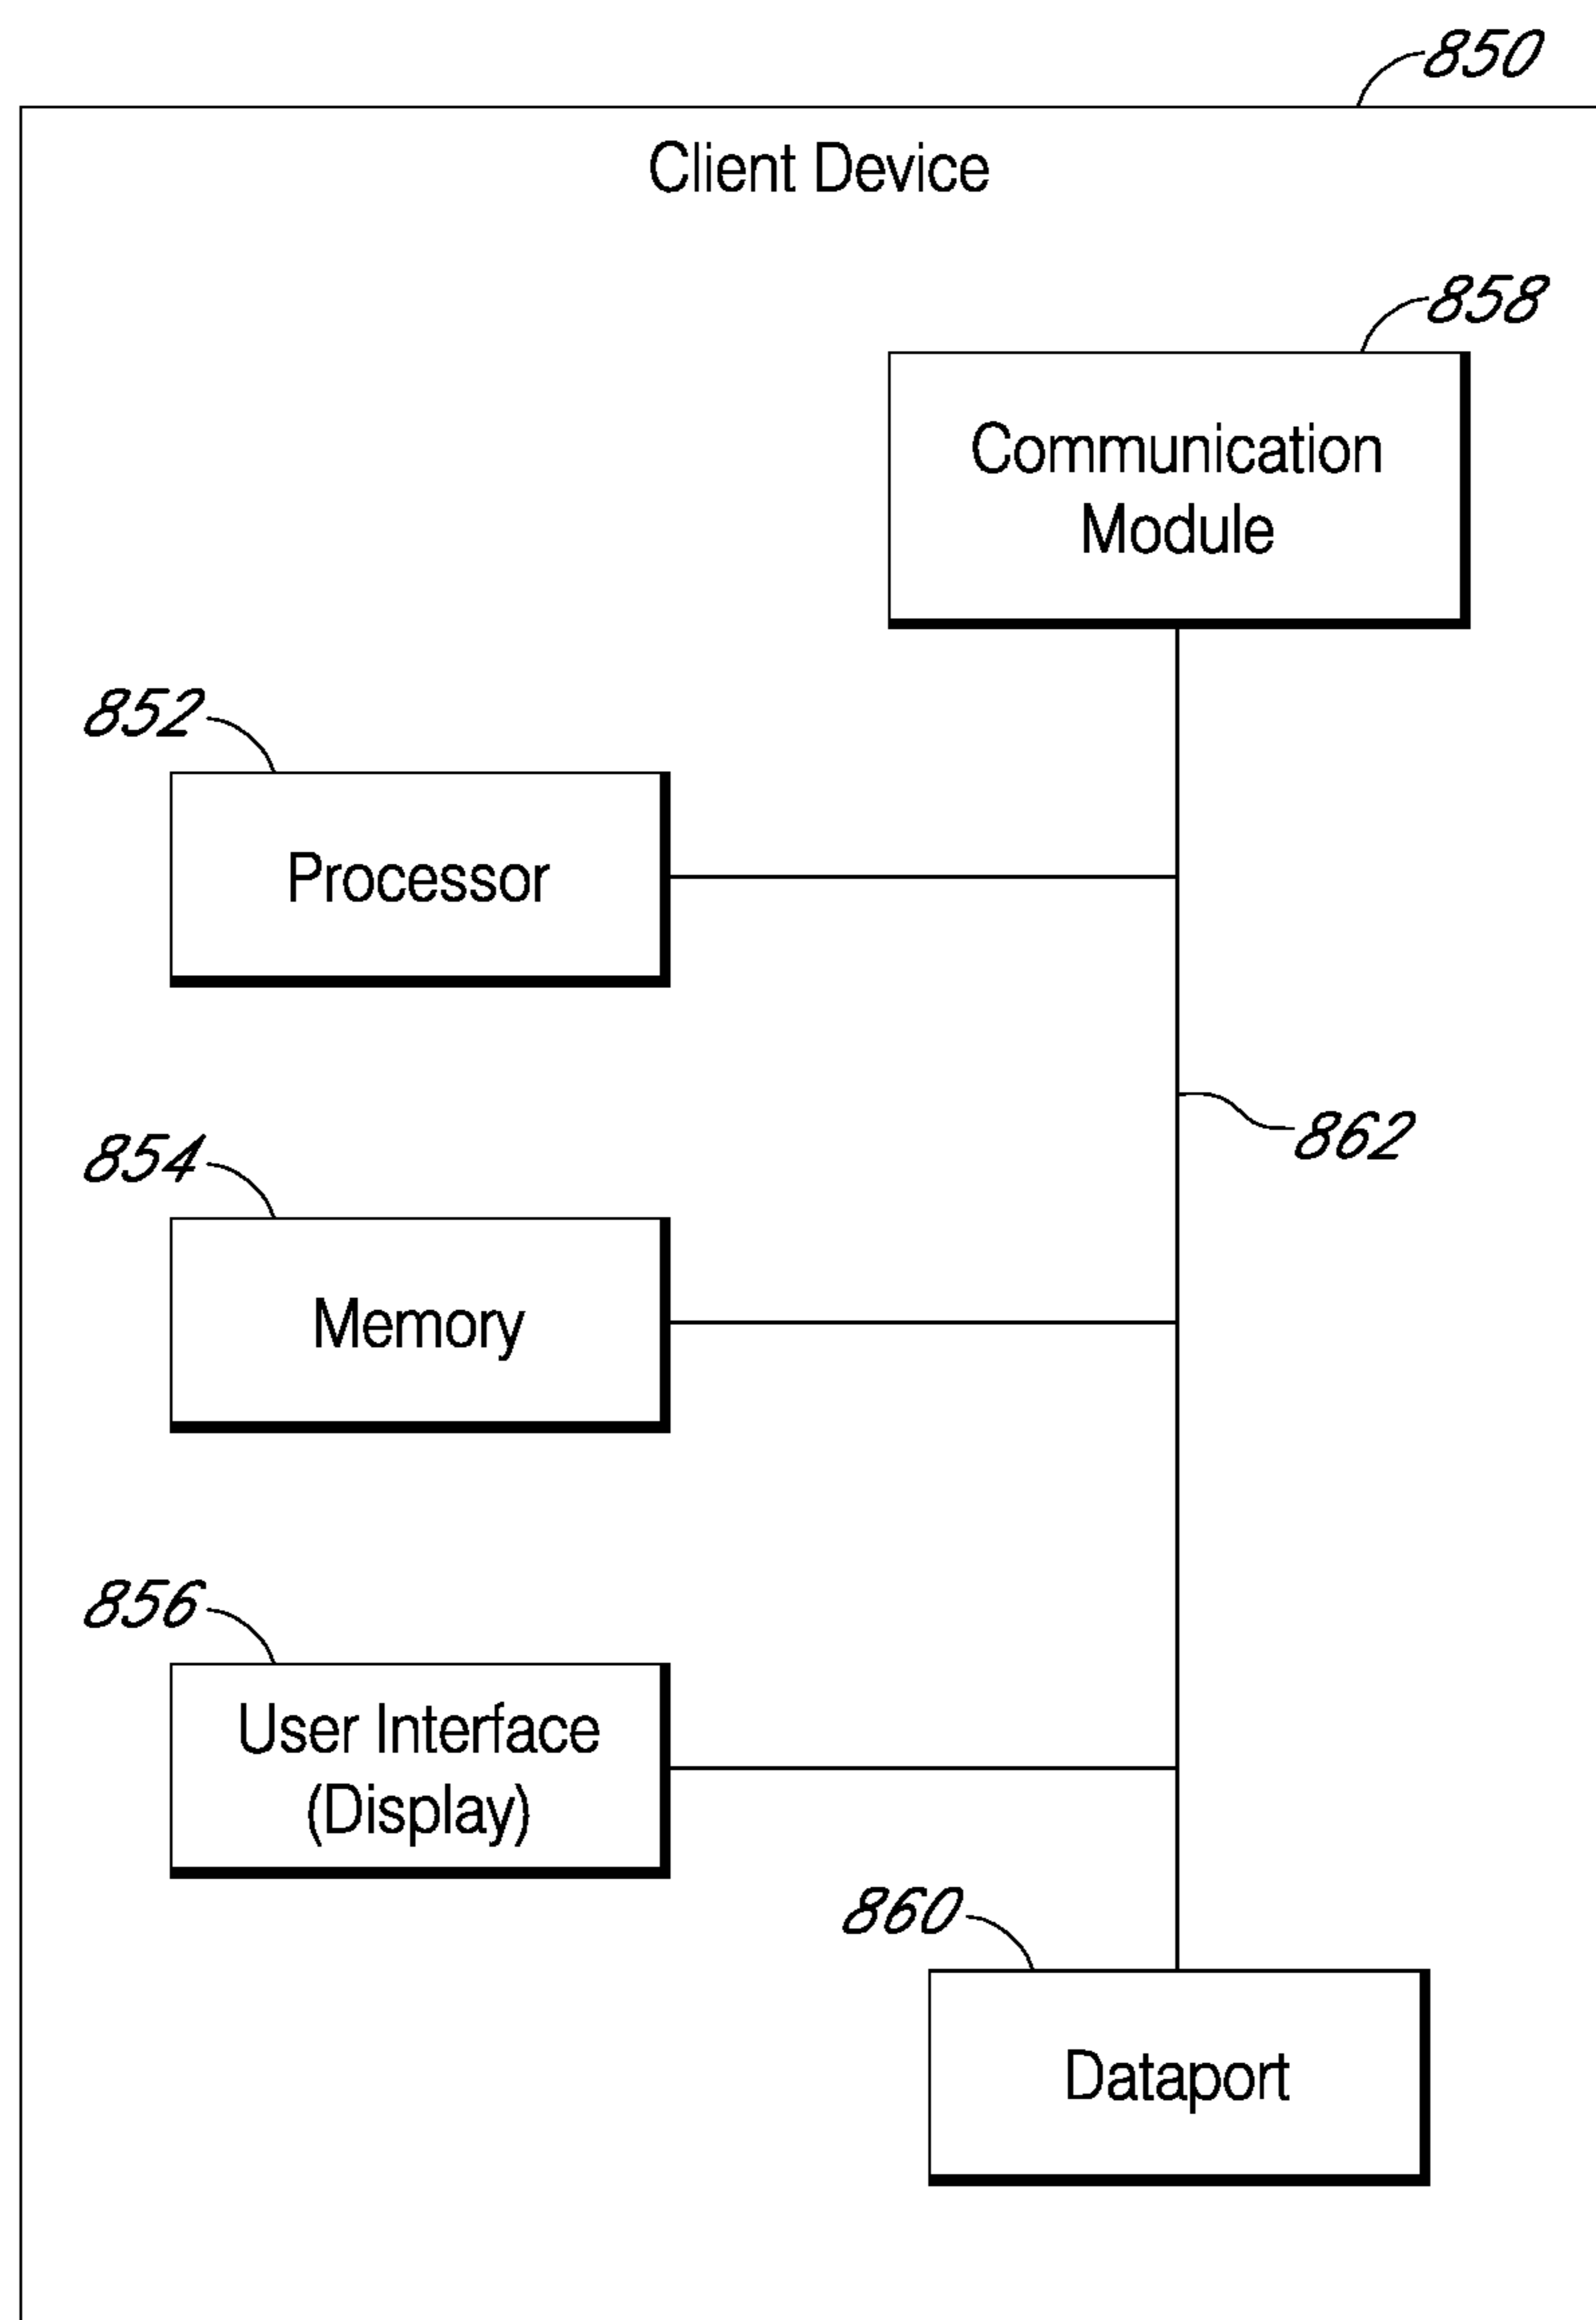 850
Client Device
858
Communication
Module
852
Processor
862
854
Memory
856
User Interface
(Display)
860
Dataport